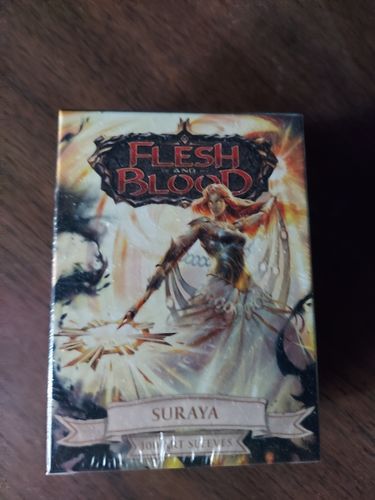 FLESH
AND
BLOOD
SURAYA
100 ART SLEEVES